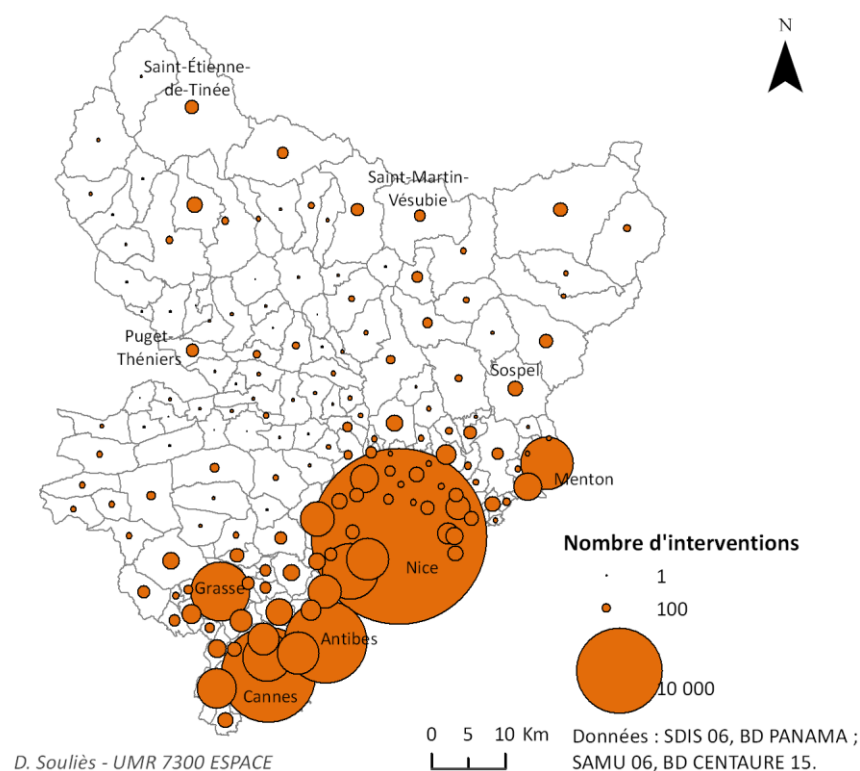 N
Saint-Étienne-
de-Tinée
Saint-Martin-
Vésubie
Puget-
Théniers
Sospel
Menton
Nombre d'interventions
1
100
10 000
Nice
Grasse
Antibes
Cannes
0 5 10 Km
Données : SDIS 06, BD PANAMA ;
SAMU 06, BD CENTAURE 15.
D. Souliès - UMR 7300 ESPACE